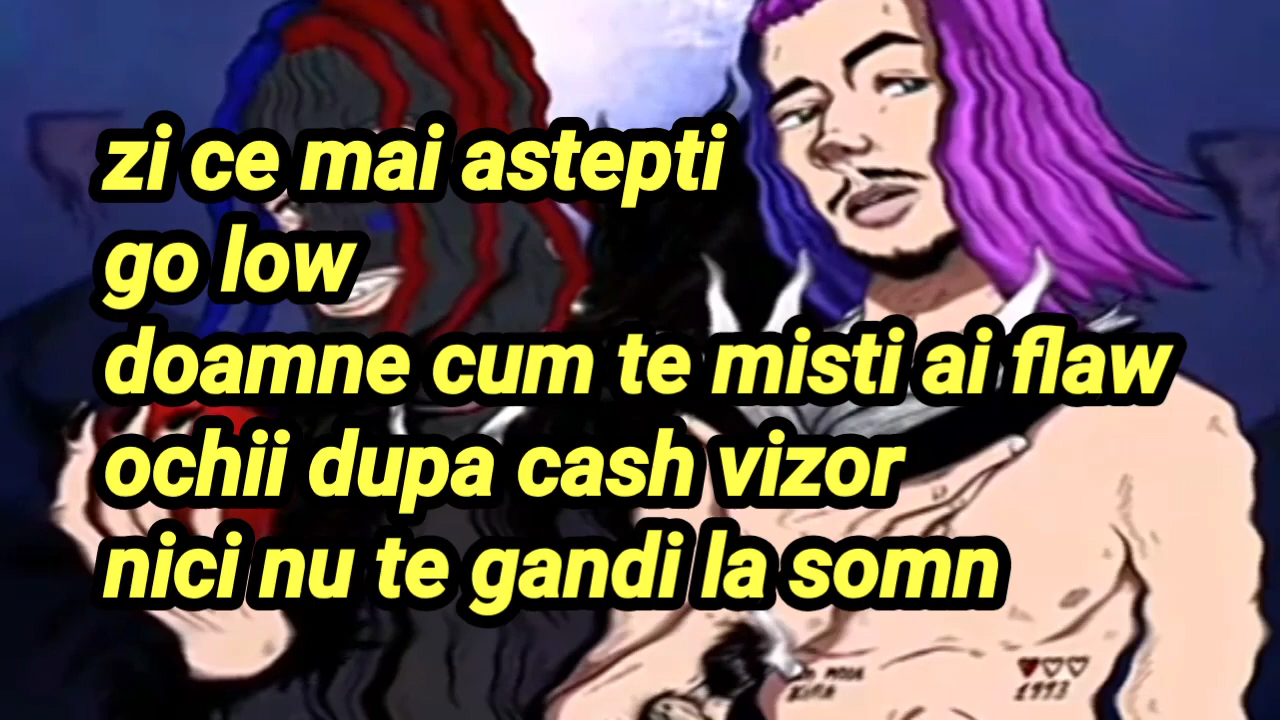 zi ce mai astepti
go low
doamne cum te misti ai flaw
ochii dupa cash vizor
nici nu te gandi la somn
1993